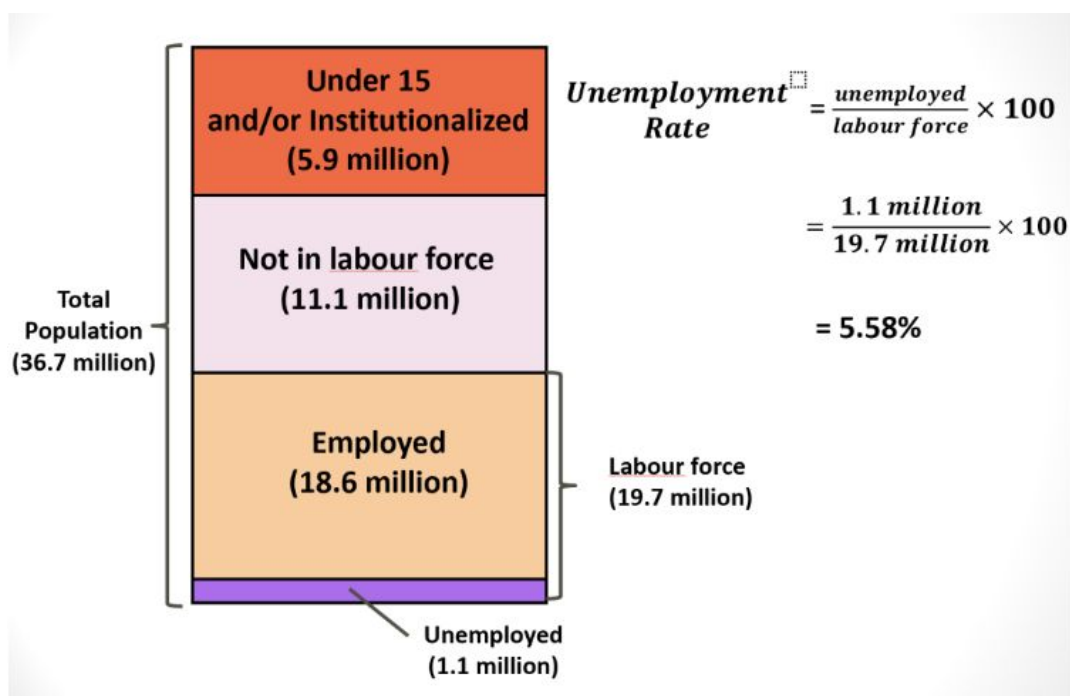 Under 15
and/or Institutionalized
(5.9 million)
Not in labour force
(11.1 million)
Total
Population
(36.7 million)
Employed
(18.6 million)
Labour force
(19.7 million)
Unemployed
(1.1 million)
Unemployment
Rate
= unemployed / labour force × 100
= 1.1 million / 19.7 million × 100
= 5.58%